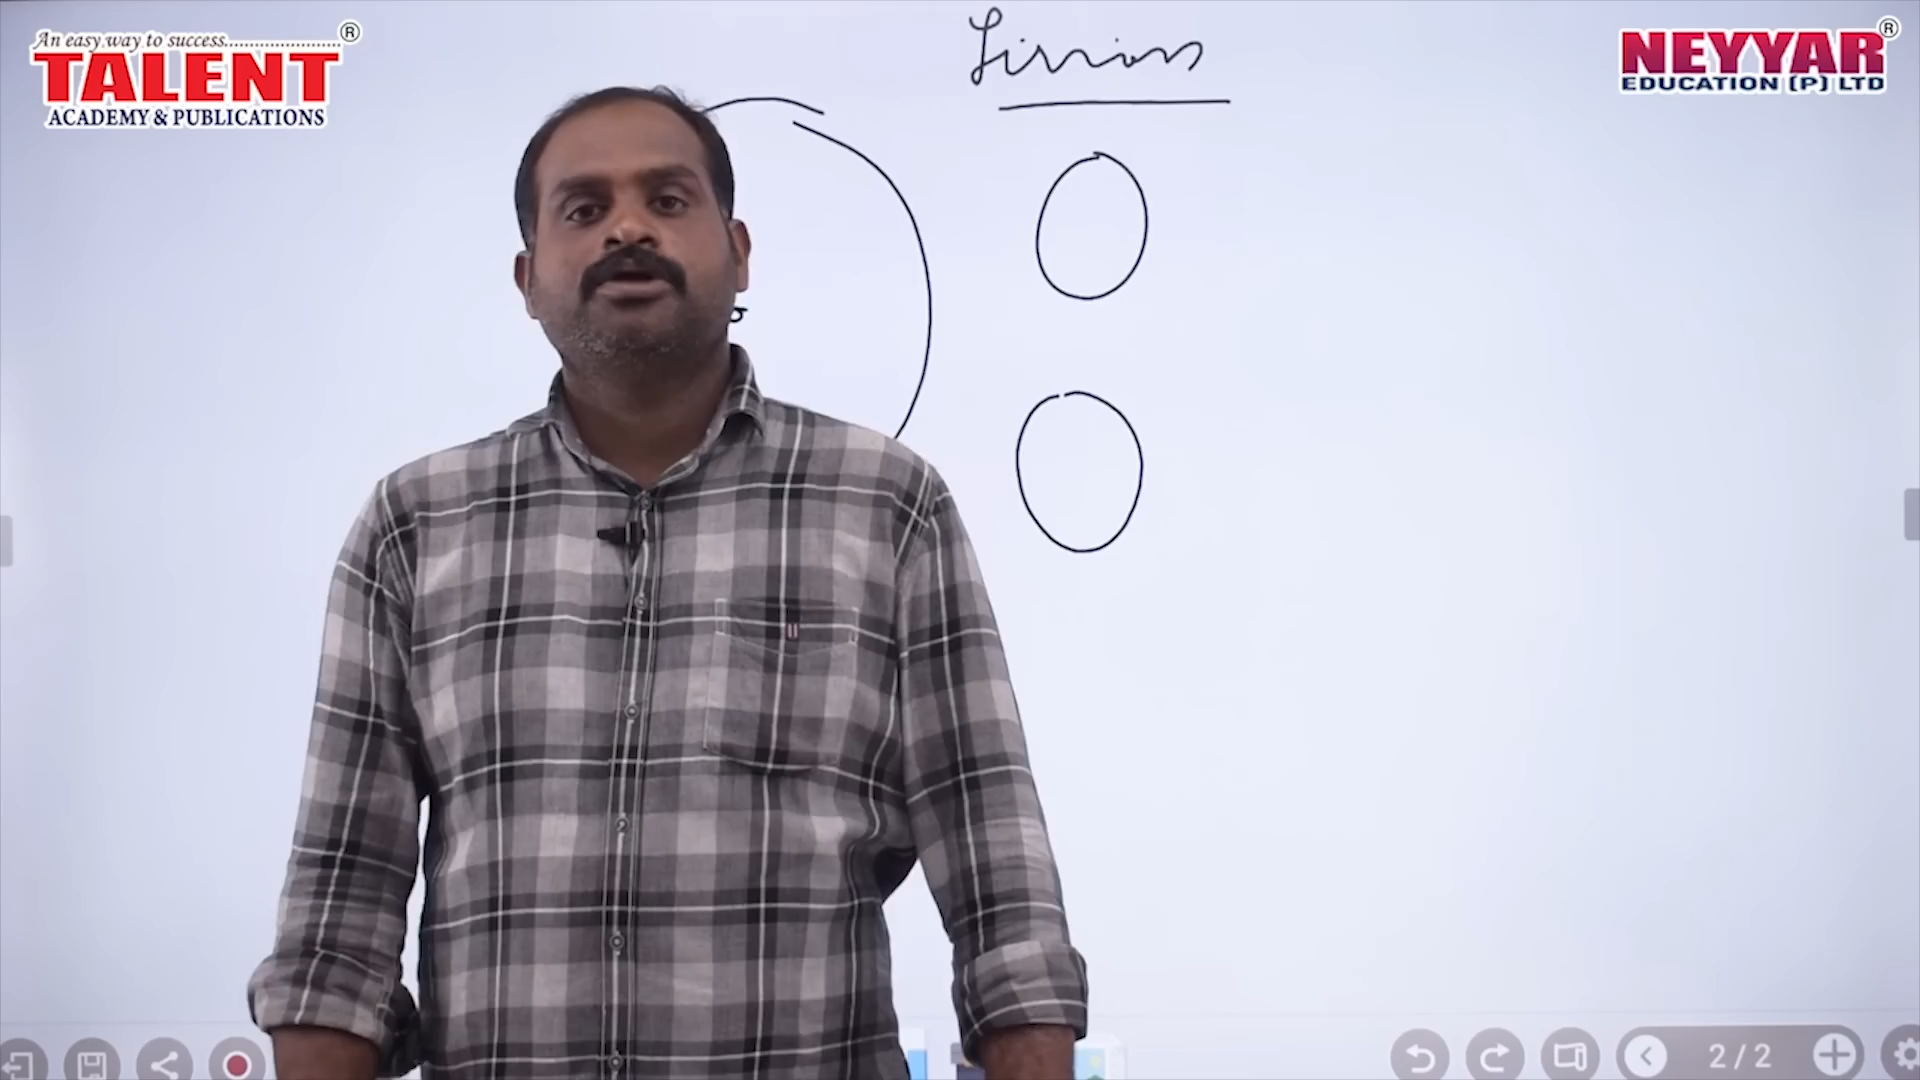 An easy way to success........................ ®
TALENT
ACADEMY & PUBLICATIONS
NEYYAR ®
EDUCATION (P) LTD
2/2